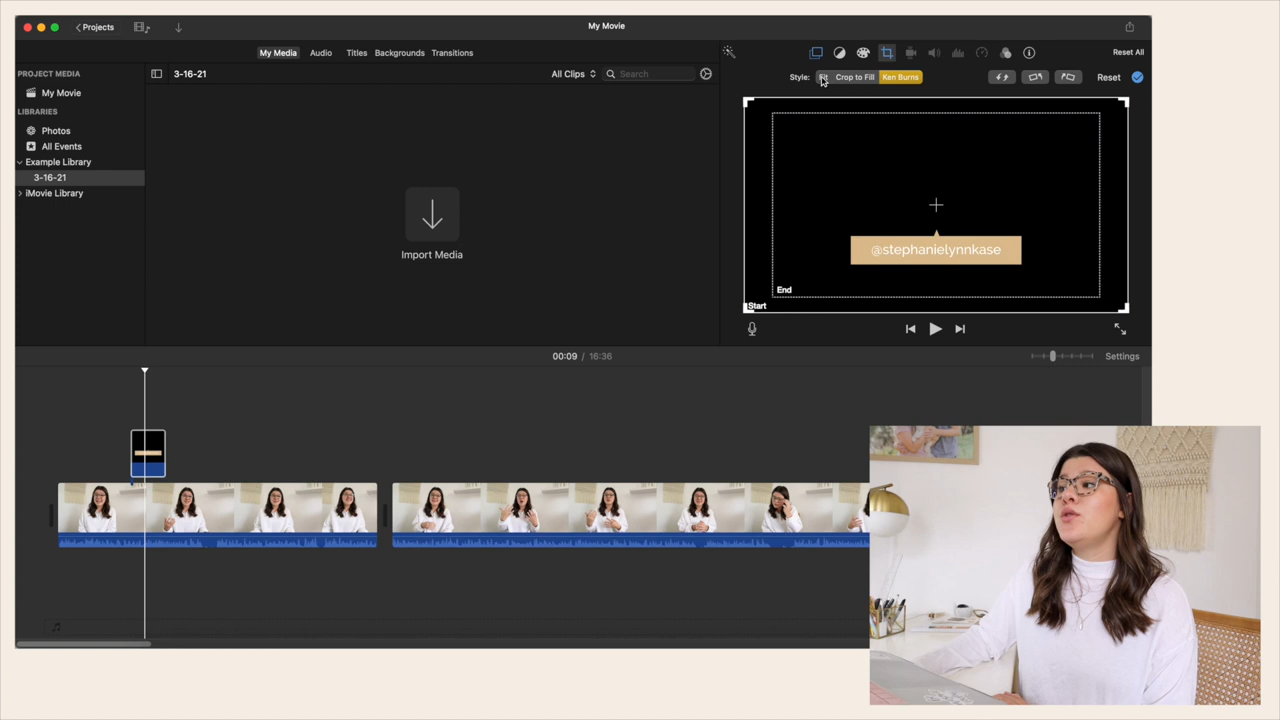 Projects
My Movie
My Media Audio Titles Backgrounds Transitions
Reset All
PROJECT MEDIA
My Movie
LIBRARIES
Photos
All Events
Example Library
3-16-21
iMovie Library
3-16-21
All Clips
Search
Import Media
Style: Fit Crop to Fill Ken Burns
Reset
@stephanielynnkase
End
Start
00:09 / 16:36
Settings